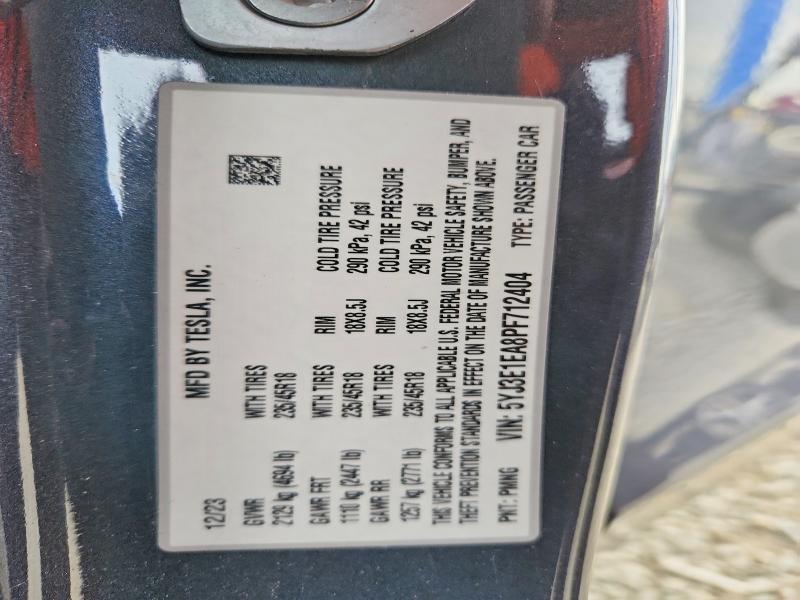 MFD BY TESLA, INC.
12/23
GVWR WITH TIRES
2129 kg (4694 lb) 235/45R18
GAWR FRT WITH TIRES RIM COLD TIRE PRESSURE
1110 kg (2447 lb) 235/45R18 18X8.5J 290 kPa, 42 psi
GAWR RR WITH TIRES RIM COLD TIRE PRESSURE
1257 kg (2771 lb) 235/45R18 18X8.5J 290 kPa, 42 psi
THIS VEHICLE CONFORMS TO ALL APPLICABLE U.S. FEDERAL MOTOR VEHICLE SAFETY, BUMPER, AND
THEFT PREVENTION STANDARDS IN EFFECT ON THE DATE OF MANUFACTURE SHOWN ABOVE.
PNT: PMNG VIN: 5YJ3E1EA8PF712404 TYPE: PASSENGER CAR